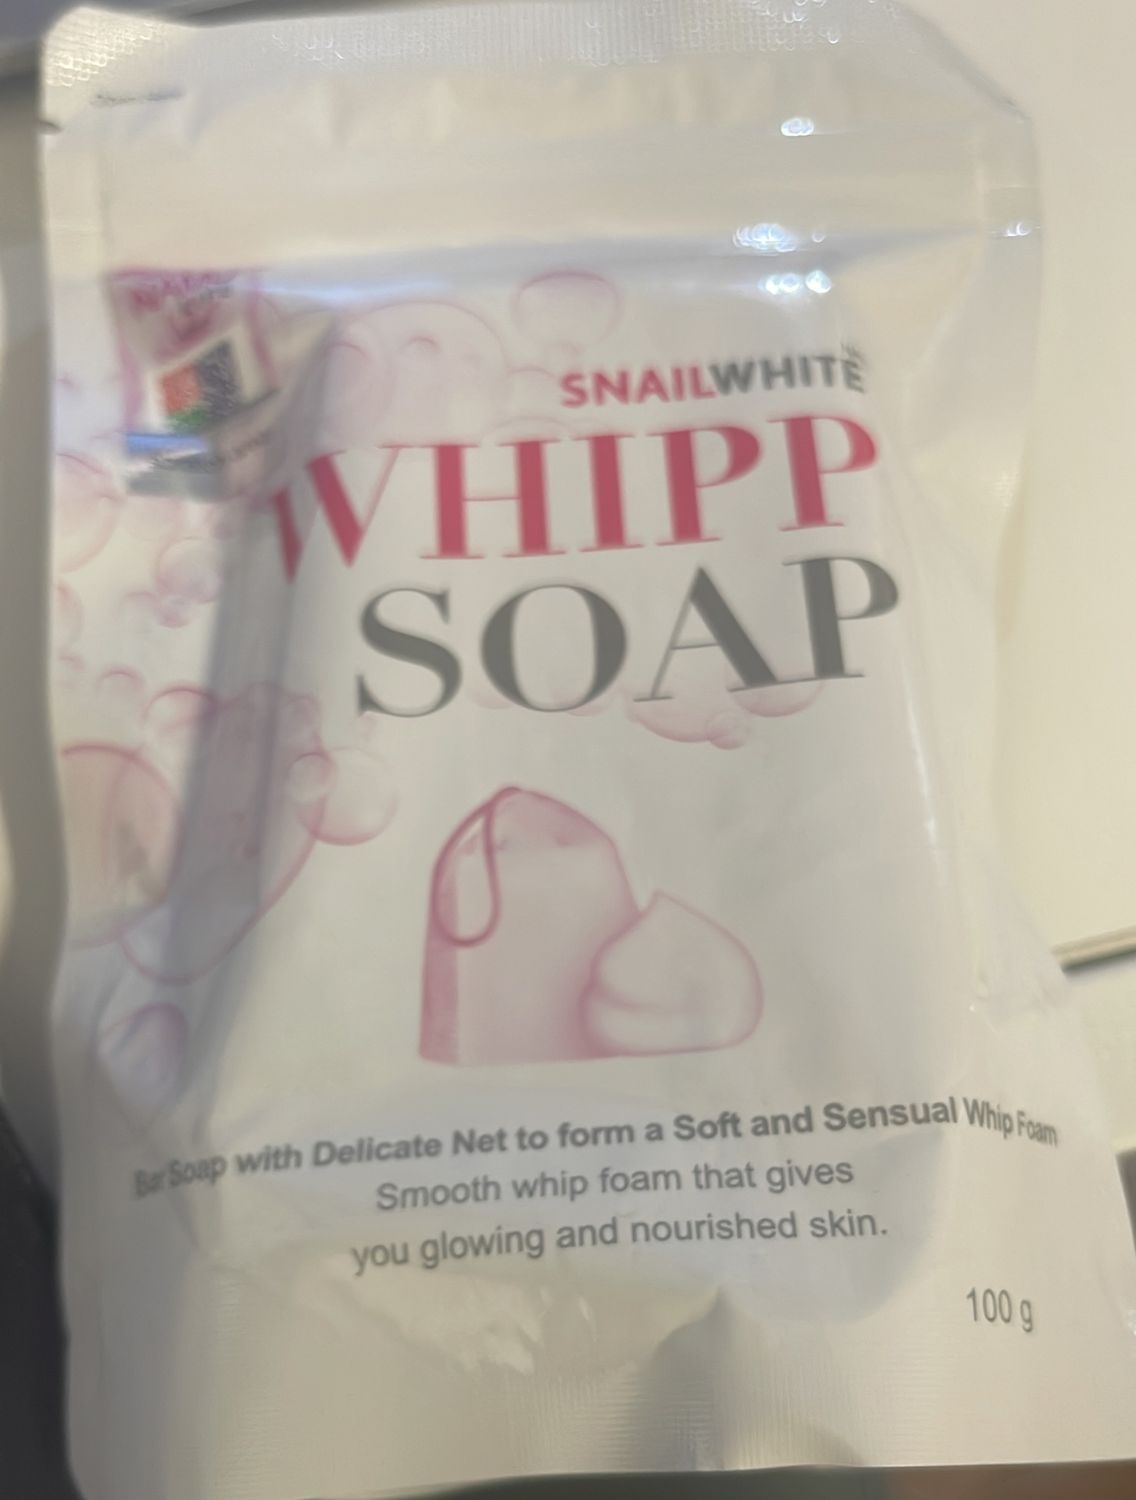 SNAILWHITE
WHIPP
SOAP
Bar Soap with Delicate Net to form a Soft and Sensual Whip Foam
Smooth whip foam that gives
you glowing and nourished skin.
100 g